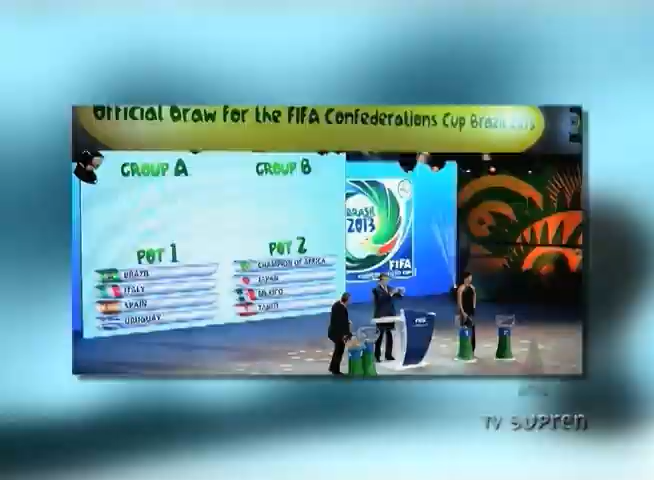 Official Draw for the FIFA Confederations Cup Brazil 2013
GROUP A
GROUP B
POT 1
BRAZIL
ITALY
SPAIN
URUGUAY
POT 2
CHAMPION OF AFRICA
JAPAN
MEXICO
TAHITI
BRASIL
2013
FIFA
FIFA
TV SUPREN